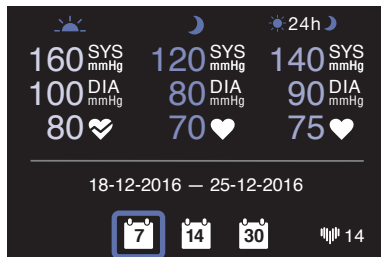 24h
160 SYS mmHg 120 SYS mmHg 140 SYS mmHg
100 DIA mmHg 80 DIA mmHg 90 DIA mmHg
80 70 75
18-12-2016 — 25-12-2016
7 14 30 14